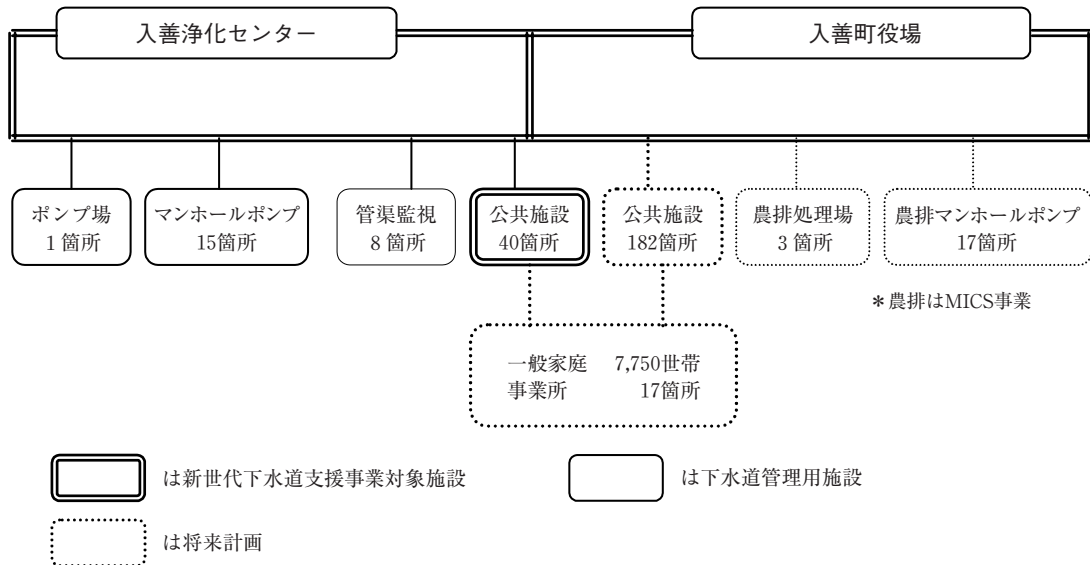 入善浄化センター
入善町役場
ポンプ場
1箇所
マンホールポンプ
15箇所
管渠監視
8箇所
公共施設
40箇所
公共施設
182箇所
農排処理場
3箇所
農排マンホールポンプ
17箇所
＊農排はMICS事業
一般家庭 7,750世帯
事業所 17箇所
は新世代下水道支援事業対象施設
は下水道管理用施設
は将来計画